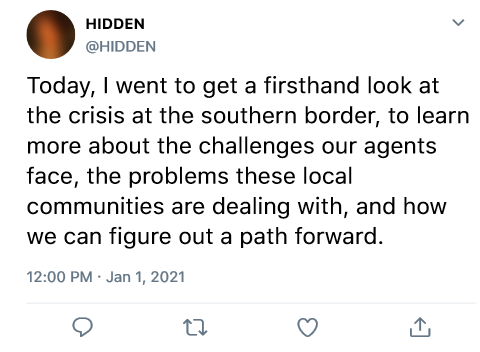 HIDDEN
@HIDDEN
Today, I went to get a firsthand look at
the crisis at the southern border, to learn
more about the challenges our agents
face, the problems these local
communities are dealing with, and how
we can figure out a path forward.
12:00 PM · Jan 1, 2021